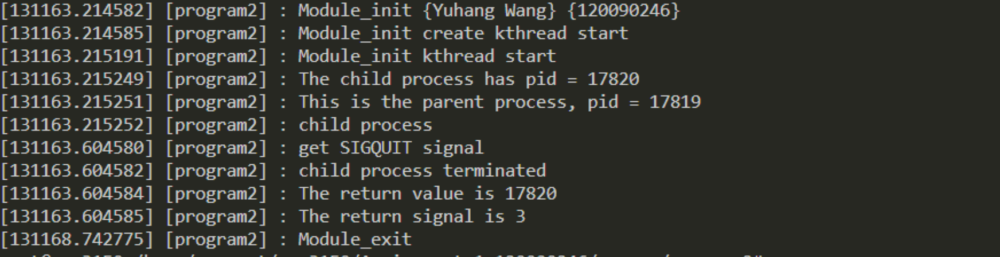 [131163.214582] [program2] : Module_init {Yuhang Wang} {120090246}
[131163.214585] [program2] : Module_init create kthread start
[131163.215191] [program2] : Module_init kthread start
[131163.215249] [program2] : The child process has pid = 17820
[131163.215251] [program2] : This is the parent process, pid = 17819
[131163.215252] [program2] : child process
[131163.604580] [program2] : get SIGQUIT signal
[131163.604582] [program2] : child process terminated
[131163.604584] [program2] : The return value is 17820
[131163.604585] [program2] : The return signal is 3
[131168.742775] [program2] : Module_exit